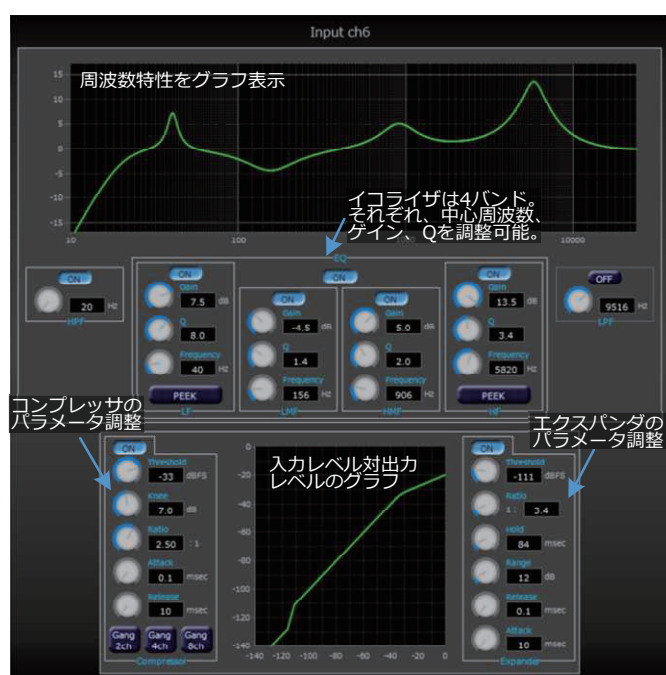 Input ch6
周波数特性をグラフ表示
15
10
5
0
-5
-10
-15
10
100
10000
イコライザは4バンド。
それぞれ、中心周波数、
ゲイン、Qを調整可能。
EQ
ON
ON
20 Hz
HPF
ON
Gain
7.5 dB
Q
8.0
Frequency
40 Hz
PEEK
LF
ON
Gain
-4.5 dB
Q
1.4
Frequency
156 Hz
LMF
ON
Gain
5.0 dB
Q
2.0
Frequency
906 Hz
HMF
ON
Gain
13.5 dB
Q
3.4
Frequency
5820 Hz
PEEK
HF
OFF
9516 Hz
LPF
コンプレッサの
パラメータ調整
エクスパンダの
パラメータ調整
ON
Threshold
-33 dBFS
Knee
7.0 dB
Ratio
2.50 :1
Attack
0.1 msec
Release
10 msec
Gang 2ch
Gang 4ch
Gang 8ch
Compressor
入力レベル対出力
レベルのグラフ
0
-20
-40
-60
-80
-100
-120
-140
-140 -120 -100 -80 -60 -40 -20 0
ON
Threshold
-111 dBFS
Ratio
1: 3.4
Hold
84 msec
Range
12 dB
Release
0.1 msec
Attack
10 msec
Expander